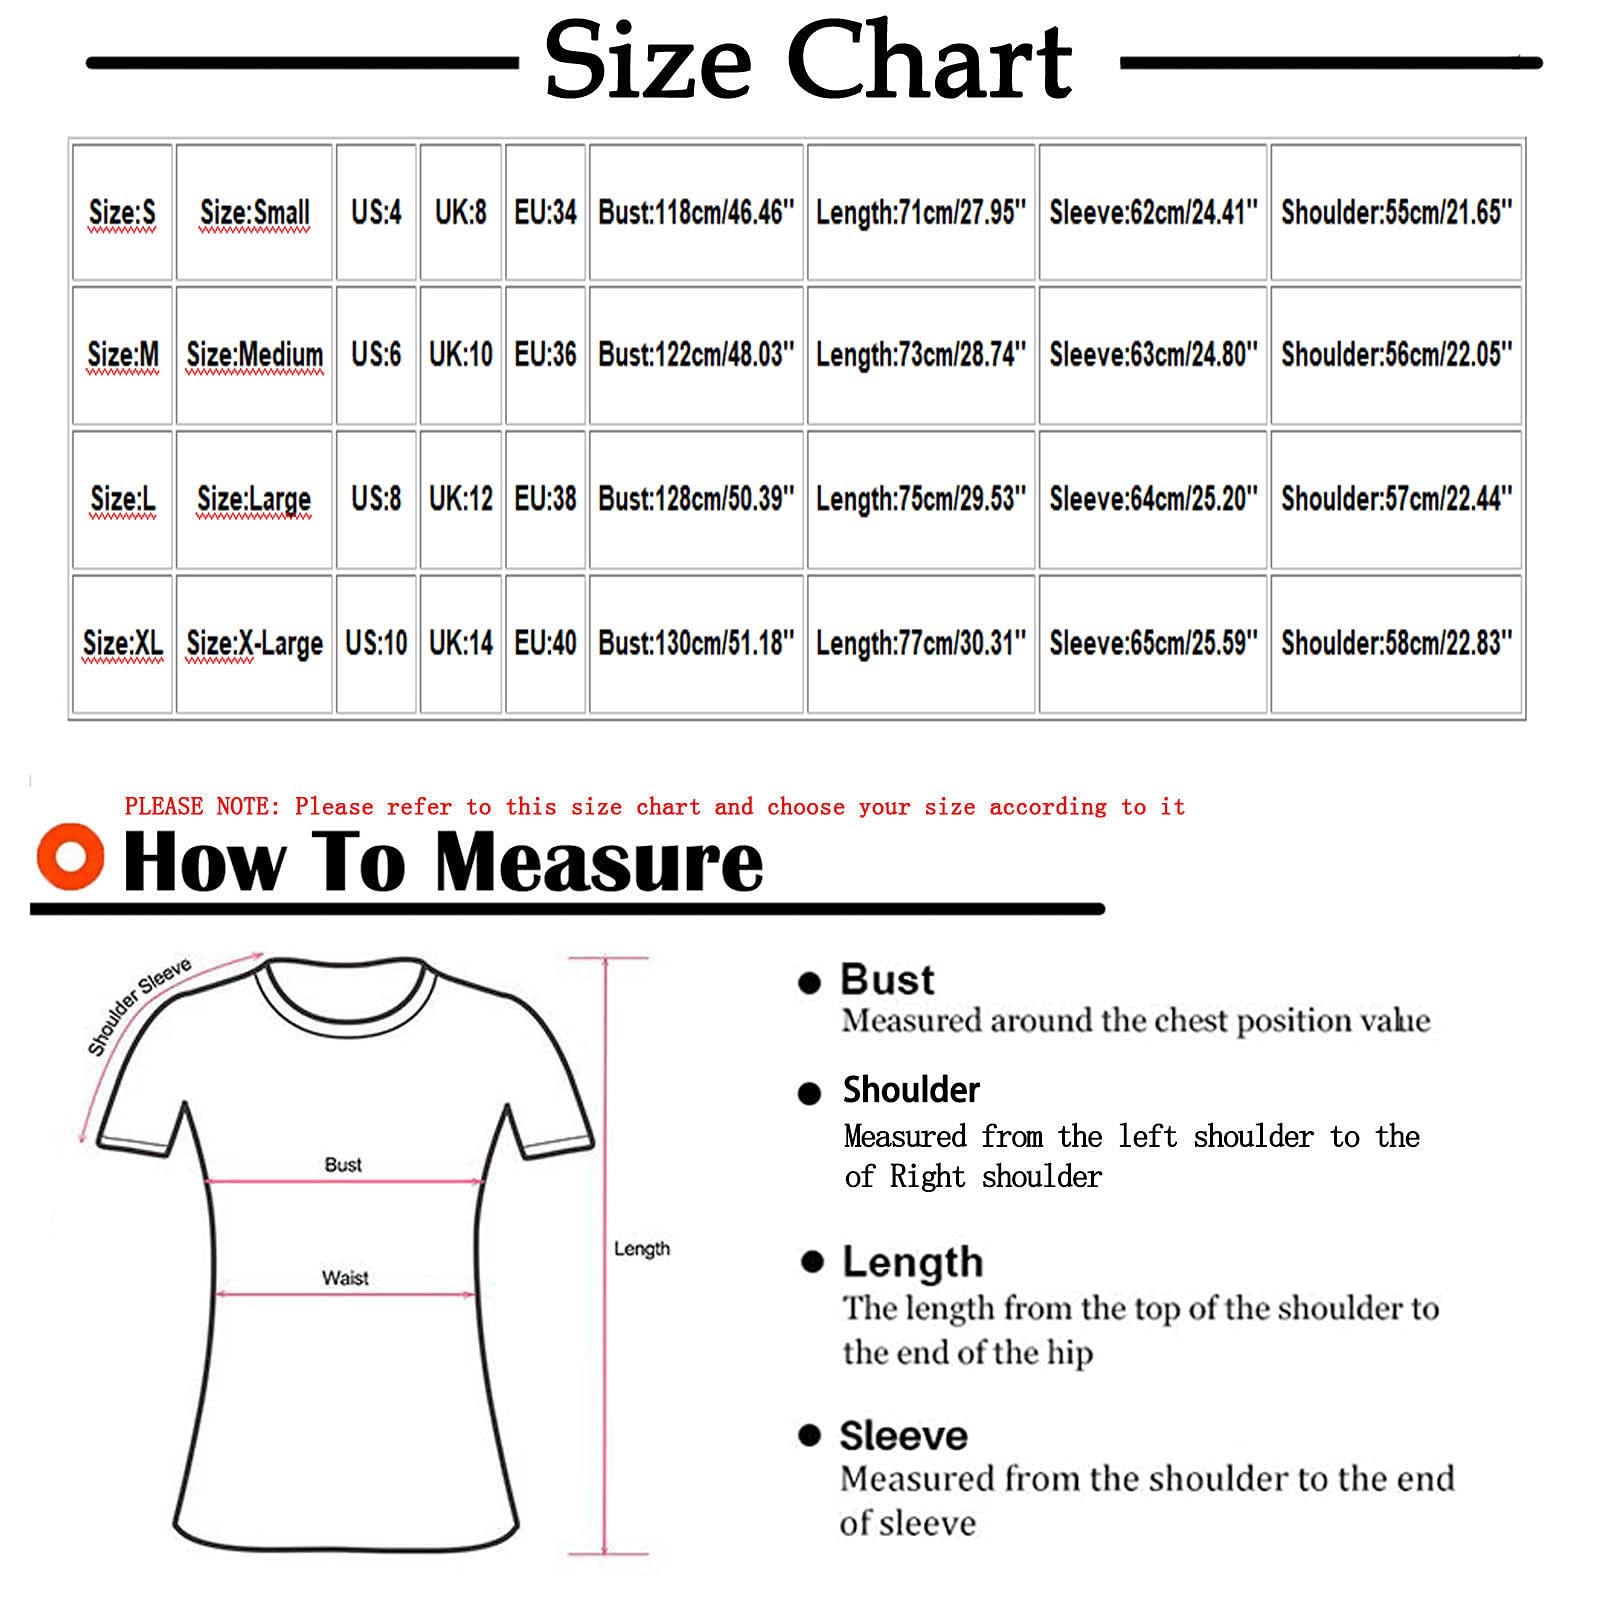 Size Chart
Size:S Size:Small US:4 UK:8 EU:34 Bust:118cm/46.46" Length:71cm/27.95" Sleeve:62cm/24.41" Shoulder:55cm/21.65"
Size:M Size:Medium US:6 UK:10 EU:36 Bust:122cm/48.03" Length:73cm/28.74" Sleeve:63cm/24.80" Shoulder:56cm/22.05"
Size:L Size:Large US:8 UK:12 EU:38 Bust:128cm/50.39" Length:75cm/29.53" Sleeve:64cm/25.20" Shoulder:57cm/22.44"
Size:XL Size:X-Large US:10 UK:14 EU:40 Bust:130cm/51.18" Length:77cm/30.31" Sleeve:65cm/25.59" Shoulder:58cm/22.83"
PLEASE NOTE: Please refer to this size chart and choose your size according to it
How To Measure
Shoulder Sleeve
Bust
Waist
Length
Bust
Measured around the chest position value
Shoulder
Measured from the left shoulder to the
of Right shoulder
Length
The length from the top of the shoulder to
the end of the hip
Sleeve
Measured from the shoulder to the end
of sleeve